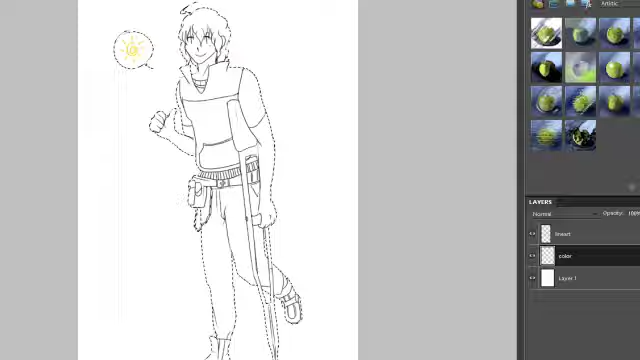 Artistic
LAYERS
Normal
Opacity: 100%
lineart
color
Layer 1